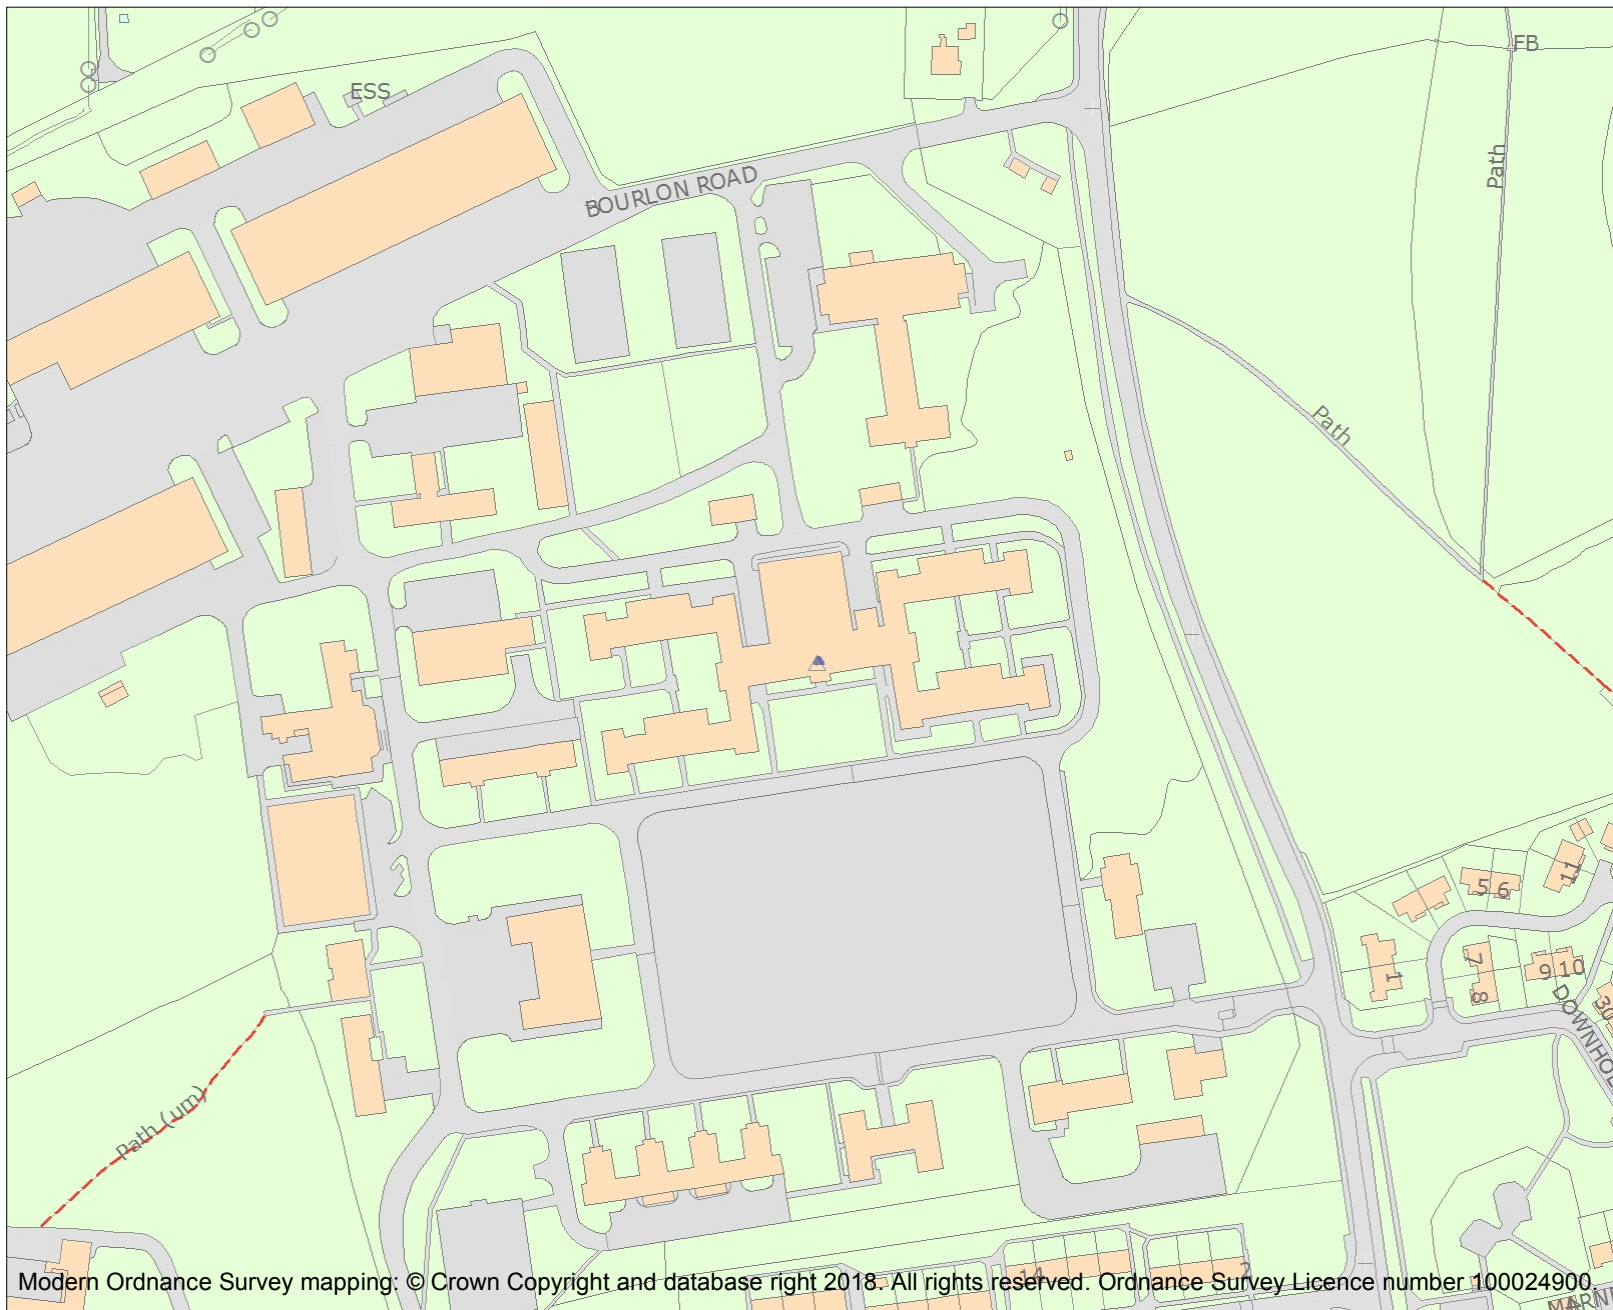 FB
ESS
Path
BOURLON ROAD
Path
5 6
11
1
7
8
9 10
30
Path (um)
14
2
Modern Ordnance Survey mapping: © Crown Copyright and database right 2018. All rights reserved. Ordnance Survey Licence number 100024900.